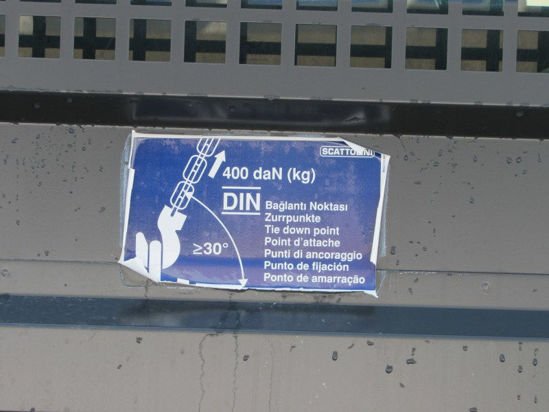 SCATTOLINI
400 daN (kg)
DIN
Bağlantı Noktası
Zurrpunkte
Tie down point
Point d'attache
Punti di ancoraggio
Punto de fijación
Ponto de amarração
≥30°